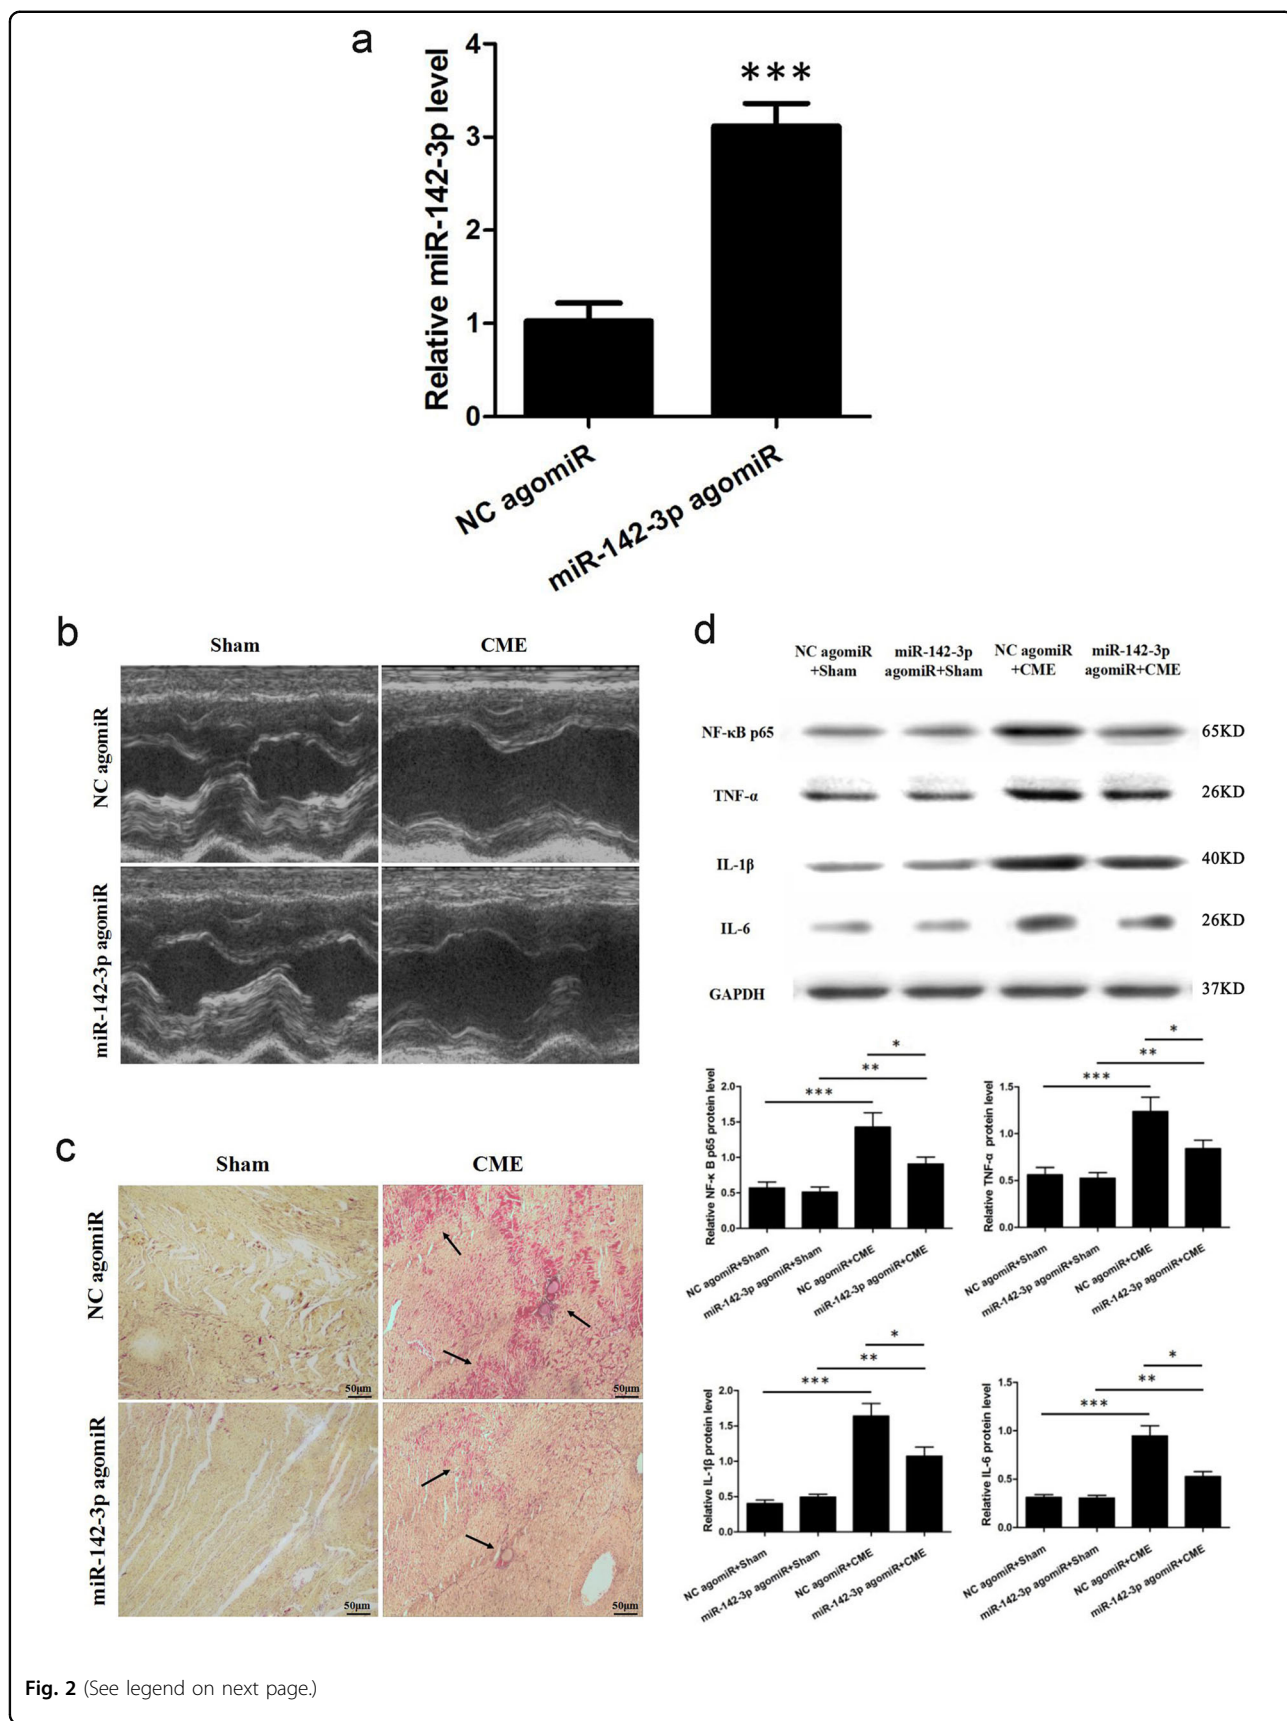 a
Relative miR-142-3p level
4
3
2
1
0
***
NC agomiR
miR-142-3p agomiR
b
Sham
CME
NC agomiR
miR-142-3p agomiR
c
Sham
CME
NC agomiR
miR-142-3p agomiR
50μm
50μm
50μm
50μm
d
NC agomiR
+Sham
miR-142-3p
agomiR+Sham
NC agomiR
+CME
miR-142-3p
agomiR+CME
NF-κB p65
65KD
TNF-α
26KD
IL-1β
40KD
IL-6
26KD
GAPDH
37KD
Relative NF-κ B p65 protein level
2.0
1.5
1.0
0.5
0.0
*
**
***
NC agomiR+Sham
miR-142-3p agomiR+Sham
NC agomiR+CME
miR-142-3p agomiR+CME
Relative TNF-α protein level
1.5
1.0
0.5
0.0
*
**
***
NC agomiR+Sham
miR-142-3p agomiR+Sham
NC agomiR+CME
miR-142-3p agomiR+CME
Relative IL-1β protein level
2.0
1.5
1.0
0.5
0.0
*
**
***
NC agomiR+Sham
miR-142-3p agomiR+Sham
NC agomiR+CME
miR-142-3p agomiR+CME
Relative IL-6 protein level
1.5
1.0
0.5
0.0
*
**
***
NC agomiR+Sham
miR-142-3p agomiR+Sham
NC agomiR+CME
miR-142-3p agomiR+CME
Fig. 2 (See legend on next page.)